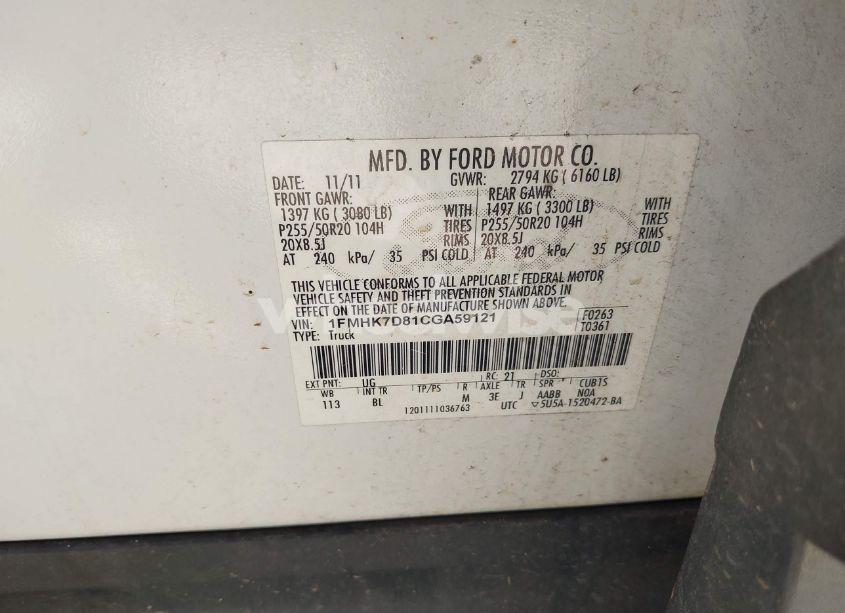 MFD. BY FORD MOTOR CO.
DATE: 11/11 GVWR: 2794 KG ( 6160 LB)
FRONT GAWR: REAR GAWR:
1397 KG ( 3080 LB) WITH 1497 KG ( 3300 LB) WITH
P255/50R20 104H TIRES P255/50R20 104H TIRES
20X8.5J RIMS 20X8.5J RIMS
AT 240 kPa/ 35 PSI COLD AT 240 kPa/ 35 PSI COLD
THIS VEHICLE CONFORMS TO ALL APPLICABLE FEDERAL MOTOR
VEHICLE SAFETY AND THEFT PREVENTION STANDARDS IN
EFFECT ON THE DATE OF MANUFACTURE SHOWN ABOVE.
VIN: 1FMHK7D81CGA59121 F0263
TYPE: Truck T0361
EXT PNT: UG RC: 21 DSO:
WB INT TR TP/PS R AXLE TR SPR CUBTS
113 BL M 3E J AABB N0A
1201111036763 UTC ▽5U5A-1520472-BA